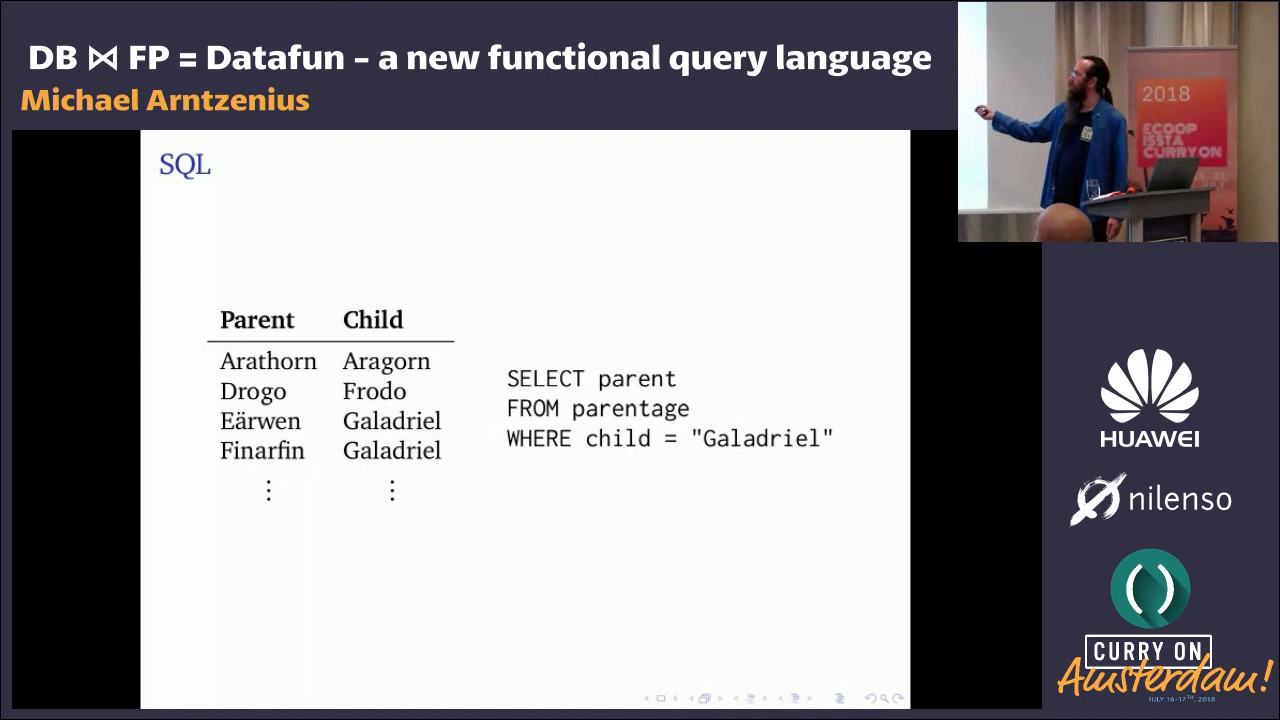 DB ⋈ FP = Datafun – a new functional query language
Michael Arntzenius
2018
ECOOP
ISSTA
CURRY ON
SQL
Parent Child
Arathorn Aragorn
Drogo Frodo
Eärwen Galadriel
Finarfin Galadriel
⋮ ⋮
SELECT parent
FROM parentage
WHERE child = "Galadriel"
HUAWEI
nilenso
( )
CURRY ON
Amsterdam!
JULY 16-17TH, 2018